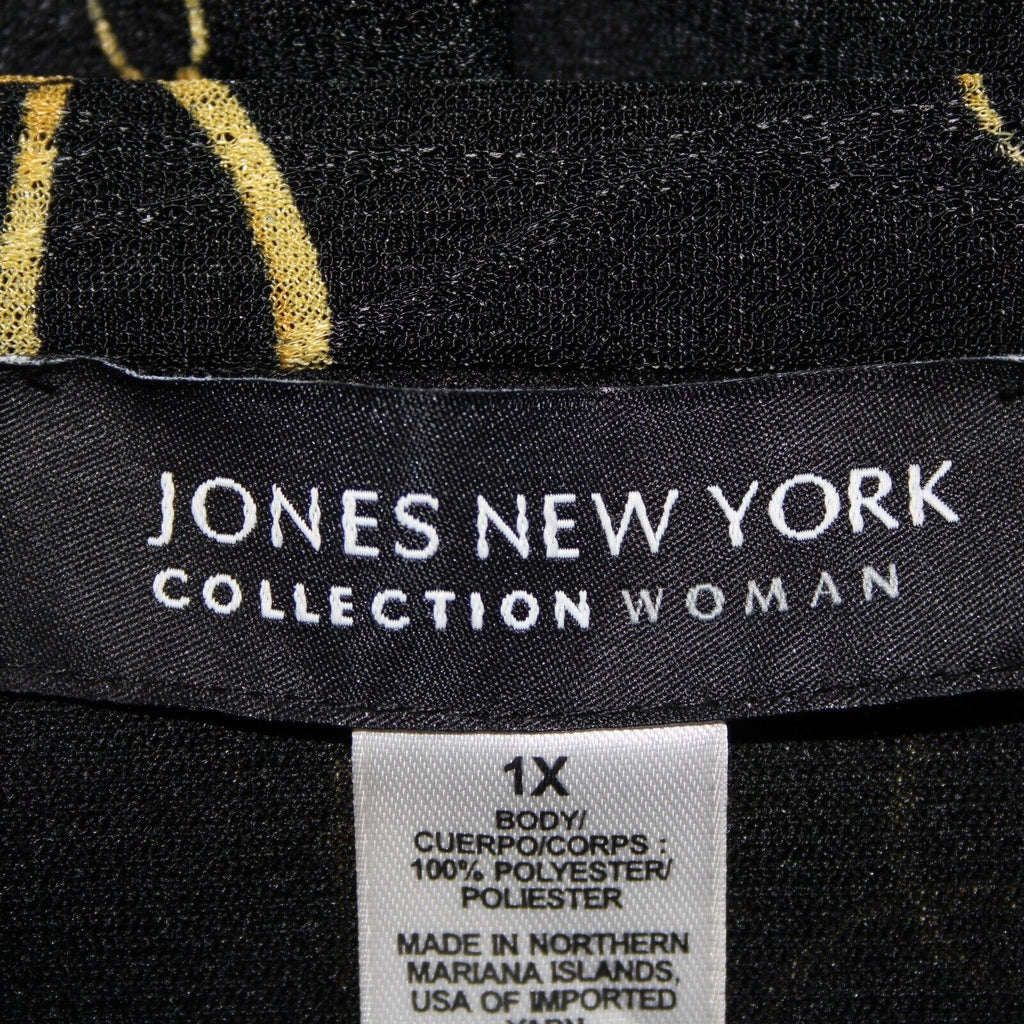 JONES NEW YORK
COLLECTION WOMAN
1X
BODY/
CUERPO/CORPS :
100% POLYESTER/
POLIESTER
MADE IN NORTHERN
MARIANA ISLANDS,
USA OF IMPORTED
YARN